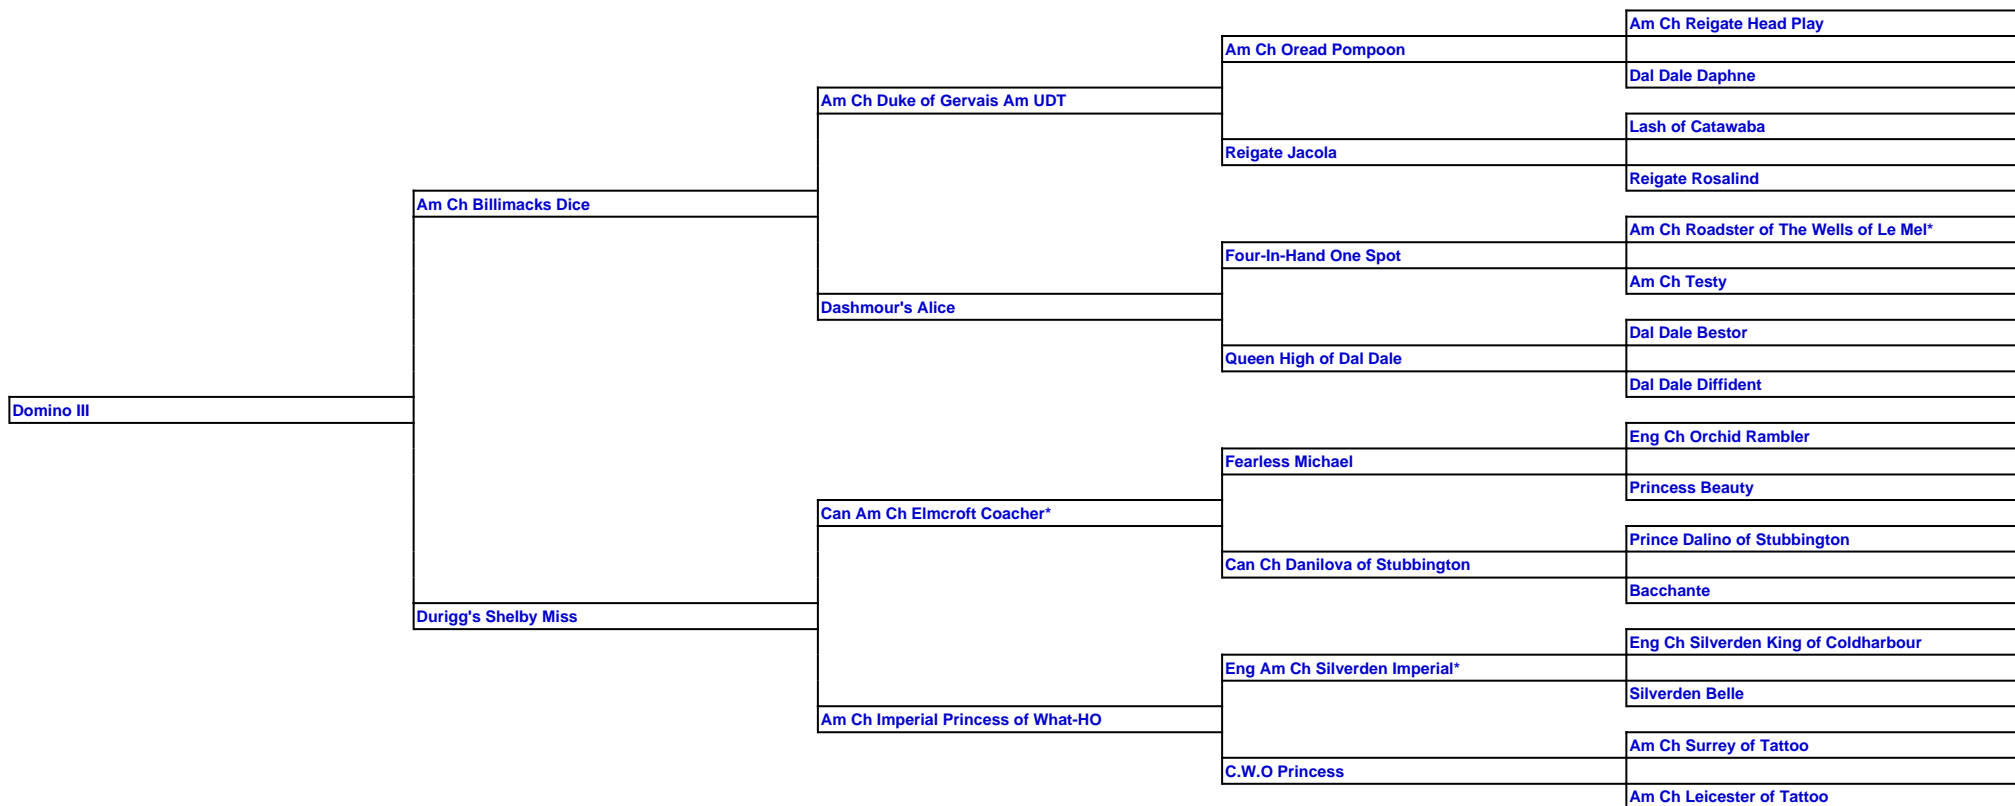 Am Ch Reigate Head Play
Am Ch Oread Pompoon
Dal Dale Daphne
Am Ch Duke of Gervais Am UDT
Lash of Catawaba
Reigate Jacola
Reigate Rosalind
Am Ch Billimacks Dice
Am Ch Roadster of The Wells of Le Mel*
Four-In-Hand One Spot
Am Ch Testy
Dashmour's Alice
Dal Dale Bestor
Queen High of Dal Dale
Dal Dale Diffident
Domino III
Eng Ch Orchid Rambler
Fearless Michael
Princess Beauty
Can Am Ch Elmcroft Coacher*
Prince Dalino of Stubbington
Can Ch Danilova of Stubbington
Bacchante
Durigg's Shelby Miss
Eng Ch Silverden King of Coldharbour
Eng Am Ch Silverden Imperial*
Silverden Belle
Am Ch Imperial Princess of What-HO
Am Ch Surrey of Tattoo
C.W.O Princess
Am Ch Leicester of Tattoo